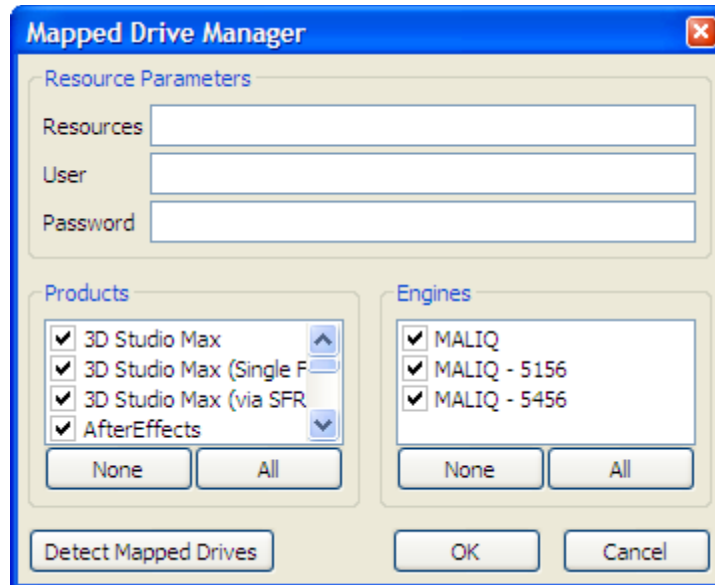 Mapped Drive Manager
Resource Parameters
Resources
User
Password
Products
3D Studio Max
3D Studio Max (Single F
3D Studio Max (via SFR
AfterEffects
None All
Engines
MALIQ
MALIQ - 5156
MALIQ - 5456
None All
Detect Mapped Drives OK Cancel